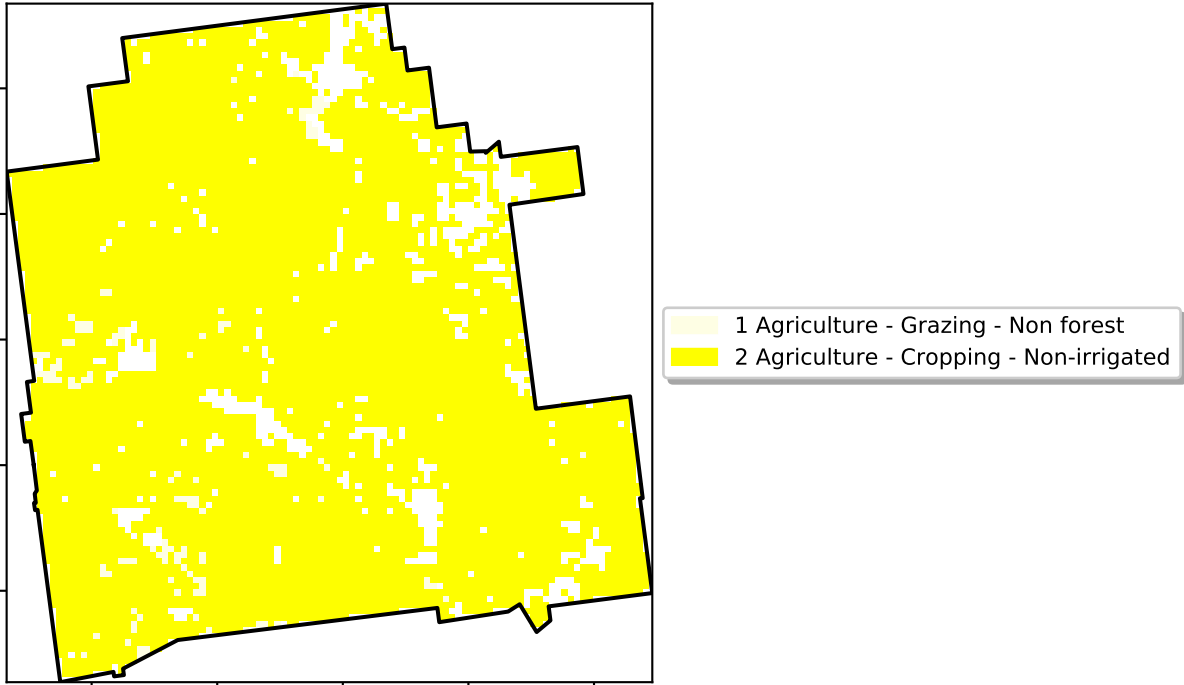 1 Agriculture - Grazing - Non forest
2 Agriculture - Cropping - Non-irrigated